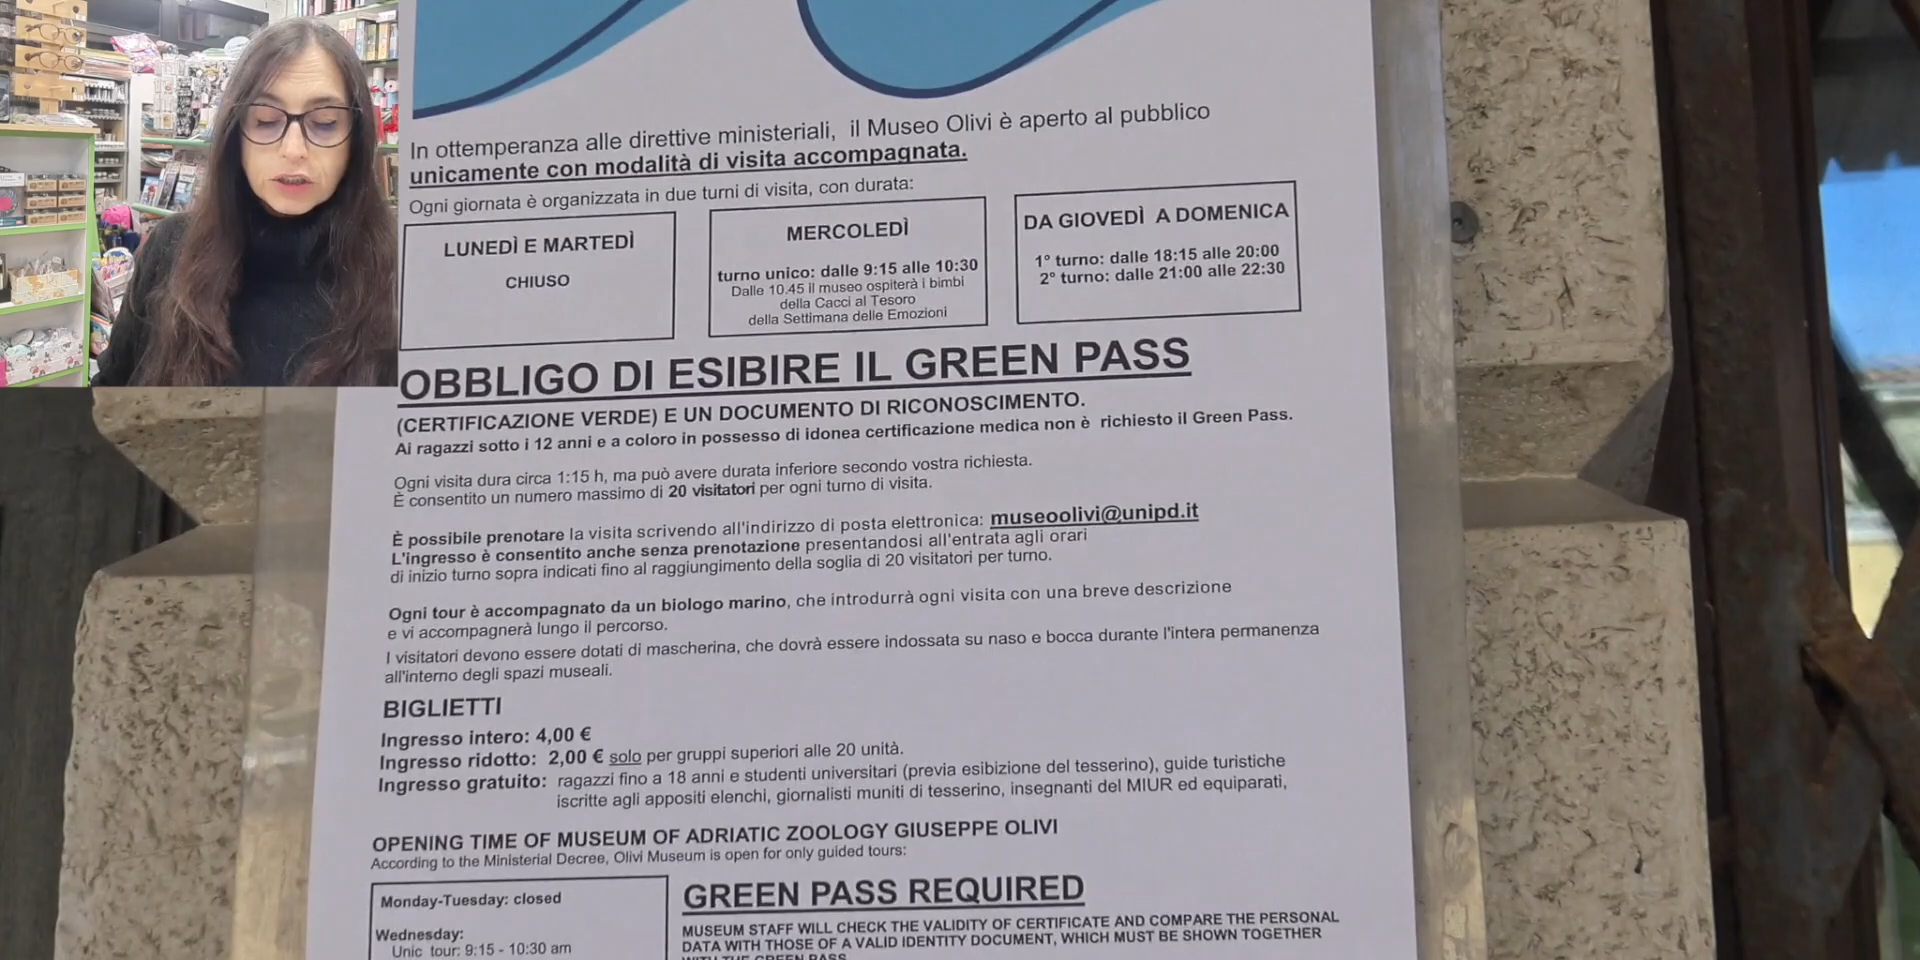 In ottemperanza alle direttive ministeriali, il Museo Olivi è aperto al pubblico
unicamente con modalità di visita accompagnata.
Ogni giornata è organizzata in due turni di visita, con durata:
LUNEDÌ E MARTEDÌ
CHIUSO
MERCOLEDÌ
turno unico: dalle 9:15 alle 10:30
Dalle 10.45 il museo ospiterà i bimbi
della Cacci al Tesoro
della Settimana delle Emozioni
DA GIOVEDÌ A DOMENICA
1° turno: dalle 18:15 alle 20:00
2° turno: dalle 21:00 alle 22:30
OBBLIGO DI ESIBIRE IL GREEN PASS
(CERTIFICAZIONE VERDE) E UN DOCUMENTO DI RICONOSCIMENTO.
Ai ragazzi sotto i 12 anni e a coloro in possesso di idonea certificazione medica non è richiesto il Green Pass.
Ogni visita dura circa 1:15 h, ma può avere durata inferiore secondo vostra richiesta.
È consentito un numero massimo di 20 visitatori per ogni turno di visita.
È possibile prenotare la visita scrivendo all'indirizzo di posta elettronica: museoolivi@unipd.it
L'ingresso è consentito anche senza prenotazione presentandosi all'entrata agli orari
di inizio turno sopra indicati fino al raggiungimento della soglia di 20 visitatori per turno.
Ogni tour è accompagnato da un biologo marino, che introdurrà ogni visita con una breve descrizione
e vi accompagnerà lungo il percorso.
I visitatori devono essere dotati di mascherina, che dovrà essere indossata su naso e bocca durante l'intera permanenza
all'interno degli spazi museali.
BIGLIETTI
Ingresso intero: 4,00 €
Ingresso ridotto: 2,00 € solo per gruppi superiori alle 20 unità.
Ingresso gratuito: ragazzi fino a 18 anni e studenti universitari (previa esibizione del tesserino), guide turistiche
iscritte agli appositi elenchi, giornalisti muniti di tesserino, insegnanti del MIUR ed equiparati,
OPENING TIME OF MUSEUM OF ADRIATIC ZOOLOGY GIUSEPPE OLIVI
According to the Ministerial Decree, Olivi Museum is open for only guided tours:
Monday-Tuesday: closed
Wednesday:
Unic tour: 9:15 - 10:30 am
GREEN PASS REQUIRED
MUSEUM STAFF WILL CHECK THE VALIDITY OF CERTIFICATE AND COMPARE THE PERSONAL
DATA WITH THOSE OF A VALID IDENTITY DOCUMENT, WHICH MUST BE SHOWN TOGETHER
WITH THE GREEN PASS